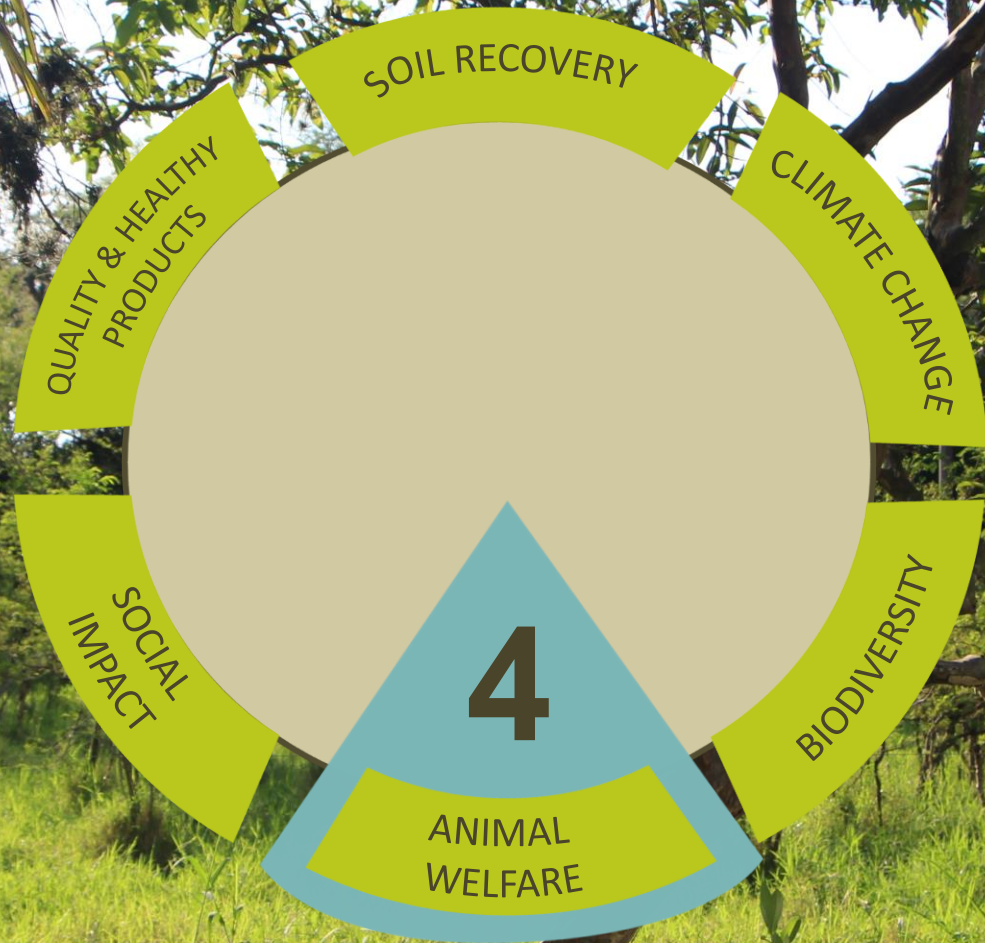 SOIL RECOVERY
CLIMATE CHANGE
BIODIVERSITY
4
ANIMAL
WELFARE
SOCIAL
IMPACT
QUALITY & HEALTHY
PRODUCTS